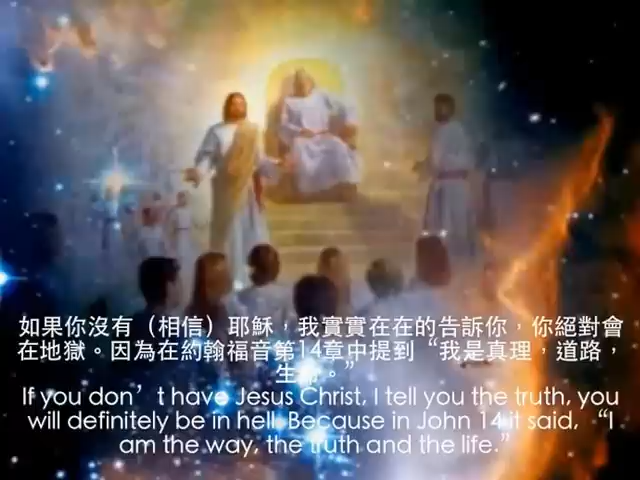 如果你沒有（相信）耶穌，我實實在在的告訴你，你絕對會
在地獄。因為在約翰福音第14章中提到“我是真理，道路，
生命。”
If you don’t have Jesus Christ, I tell you the truth, you
will definitely be in hell. Because in John 14 it said, “I
am the way, the truth and the life.”